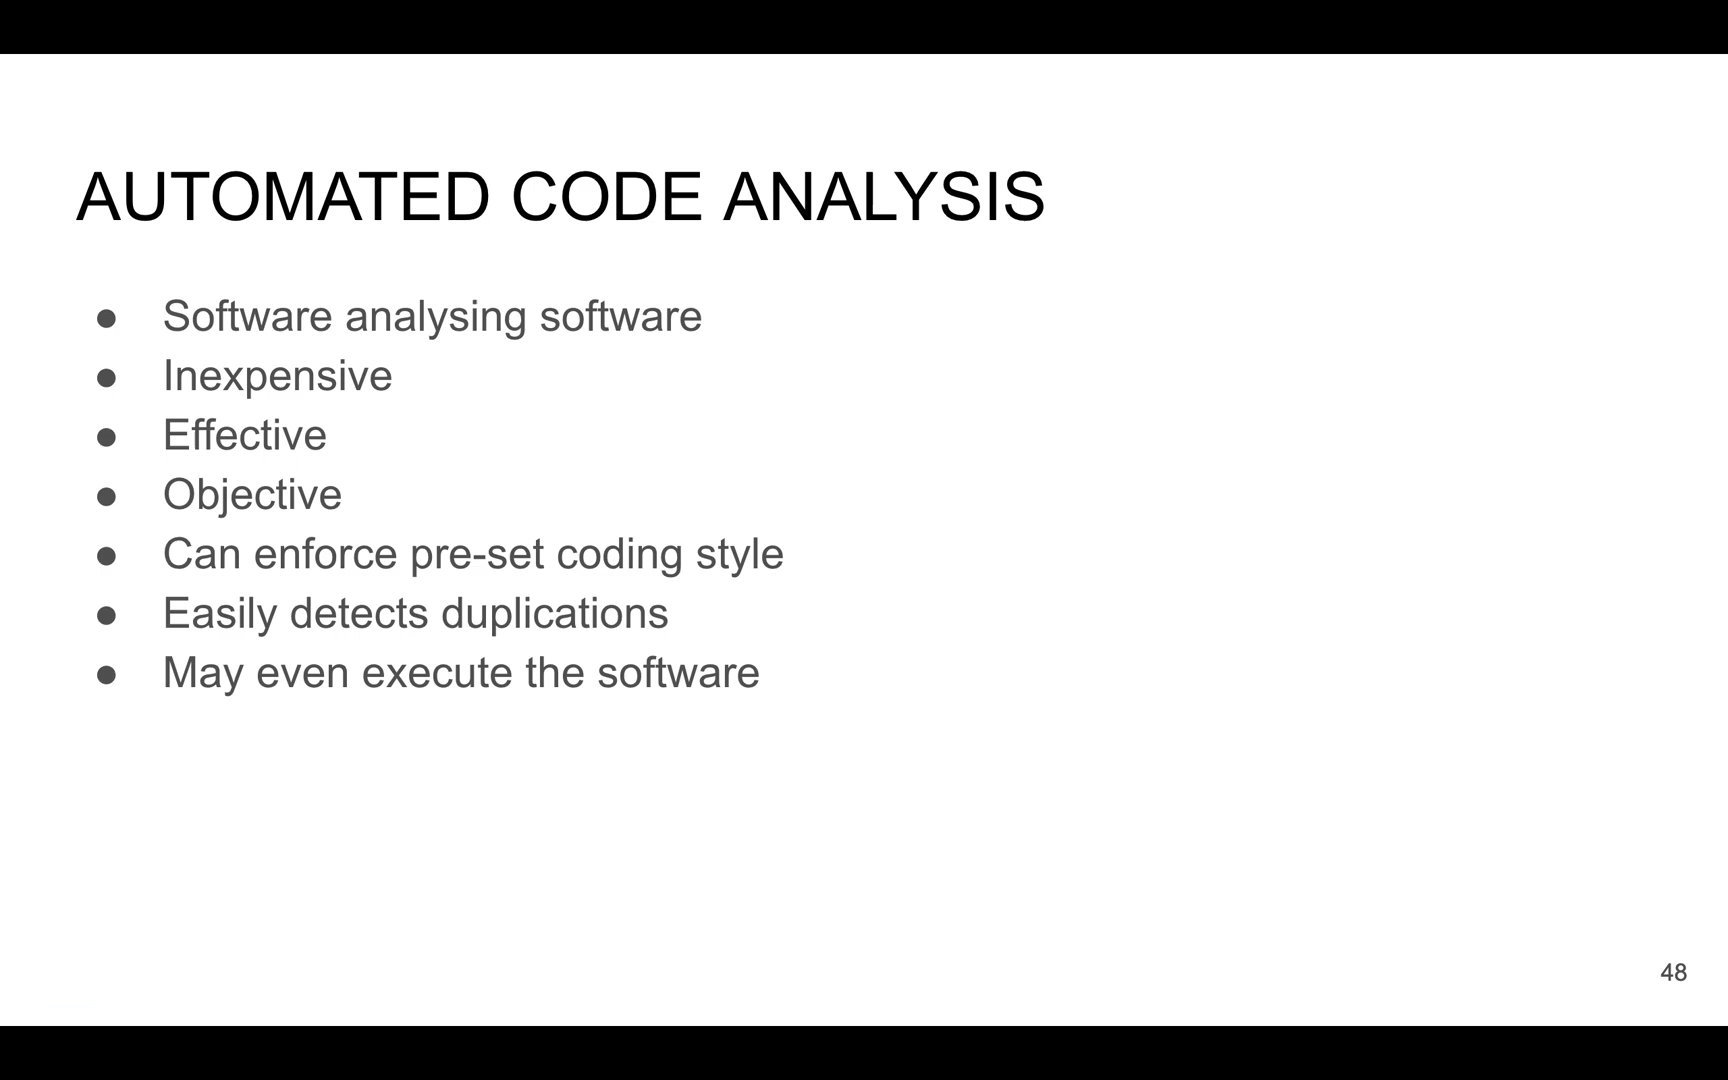 AUTOMATED CODE ANALYSIS
● Software analysing software
● Inexpensive
● Effective
● Objective
● Can enforce pre-set coding style
● Easily detects duplications
● May even execute the software
48